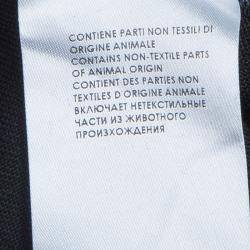 CONTIENE PARTI NON TESSILI DI
ORIGINE ANIMALE
CONTAINS NON-TEXTILE PARTS
OF ANIMAL ORIGIN
CONTIENT DES PARTIES NON
TEXTILES D'ORIGINE ANIMALE
ВКЛЮЧАЕТ НЕТЕКСТИЛЬНЫЕ
ЧАСТИ ИЗ ЖИВОТНОГО
ПРОИЗХОЖДЕНИЯ